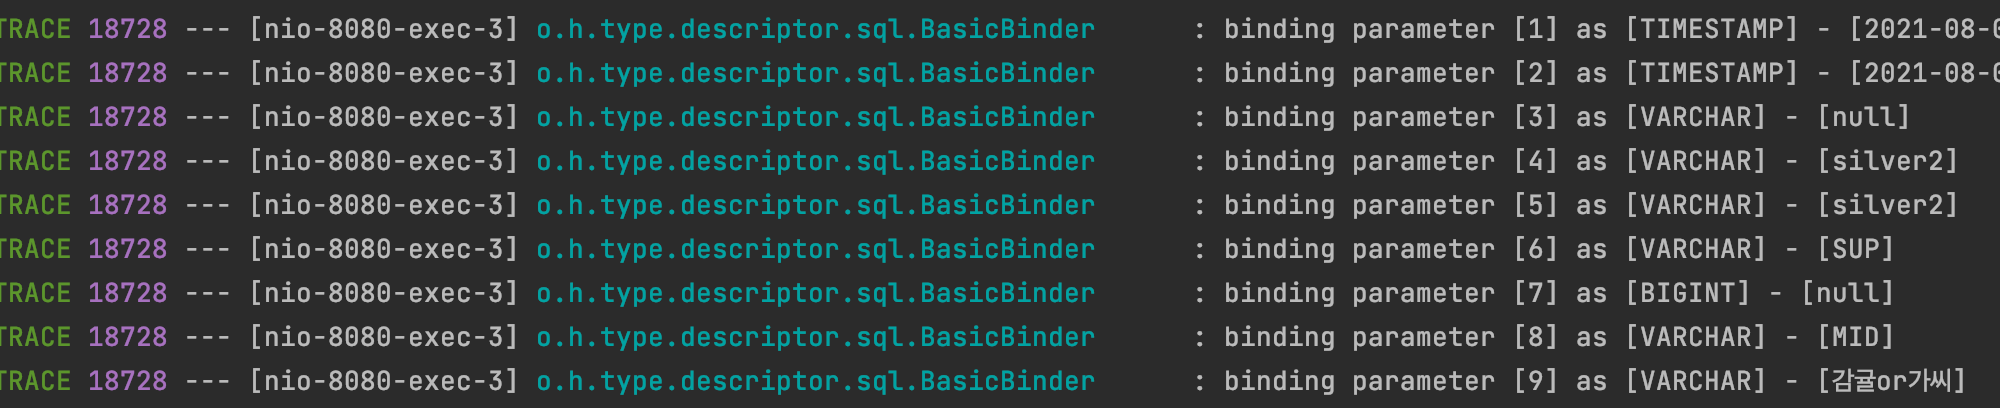 TRACE 18728 --- [nio-8080-exec-3] o.h.type.descriptor.sql.BasicBinder : binding parameter [1] as [TIMESTAMP] - [2021-08-0
TRACE 18728 --- [nio-8080-exec-3] o.h.type.descriptor.sql.BasicBinder : binding parameter [2] as [TIMESTAMP] - [2021-08-0
TRACE 18728 --- [nio-8080-exec-3] o.h.type.descriptor.sql.BasicBinder : binding parameter [3] as [VARCHAR] - [null]
TRACE 18728 --- [nio-8080-exec-3] o.h.type.descriptor.sql.BasicBinder : binding parameter [4] as [VARCHAR] - [silver2]
TRACE 18728 --- [nio-8080-exec-3] o.h.type.descriptor.sql.BasicBinder : binding parameter [5] as [VARCHAR] - [silver2]
TRACE 18728 --- [nio-8080-exec-3] o.h.type.descriptor.sql.BasicBinder : binding parameter [6] as [VARCHAR] - [SUP]
TRACE 18728 --- [nio-8080-exec-3] o.h.type.descriptor.sql.BasicBinder : binding parameter [7] as [BIGINT] - [null]
TRACE 18728 --- [nio-8080-exec-3] o.h.type.descriptor.sql.BasicBinder : binding parameter [8] as [VARCHAR] - [MID]
TRACE 18728 --- [nio-8080-exec-3] o.h.type.descriptor.sql.BasicBinder : binding parameter [9] as [VARCHAR] - [감귤or가씨]